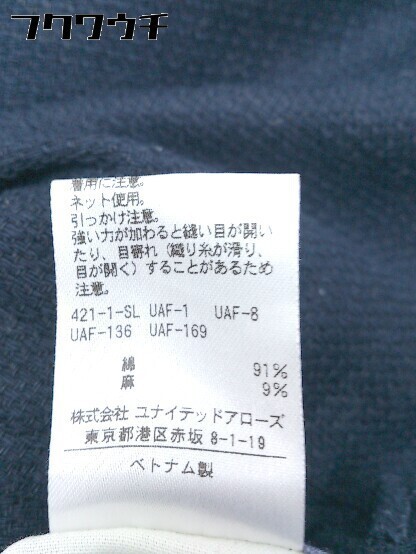 フクワウチ
着用に注意。
ネット使用。
引っかけ注意。
強い力が加わると縫い目が開い
たり、目寄れ（織り糸が滑り、
目が開く）することがあるため
注意。
421-1-SL UAF-1 UAF-8
UAF-136 UAF-169
綿 91%
麻 9%
株式会社 ユナイテッドアローズ
東京都港区赤坂 8-1-19
ベトナム製